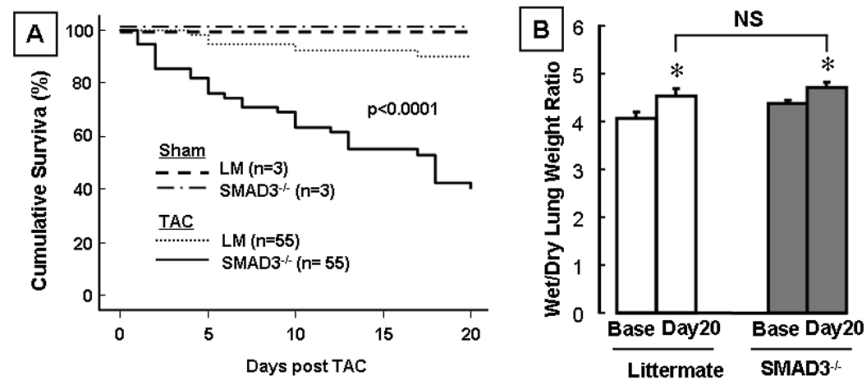 A
Cumulative Surviva (%)
100
80
60
40
20
0
p<0.0001
Sham
LM (n=3)
SMAD3-/- (n=3)
TAC
LM (n=55)
SMAD3-/- (n= 55)
0
5
10
15
20
Days post TAC
B
NS
Wet/Dry Lung Weight Ratio
6
5
4
3
2
1
0
*
*
Base Day20
Base Day20
Littermate
SMAD3-/-